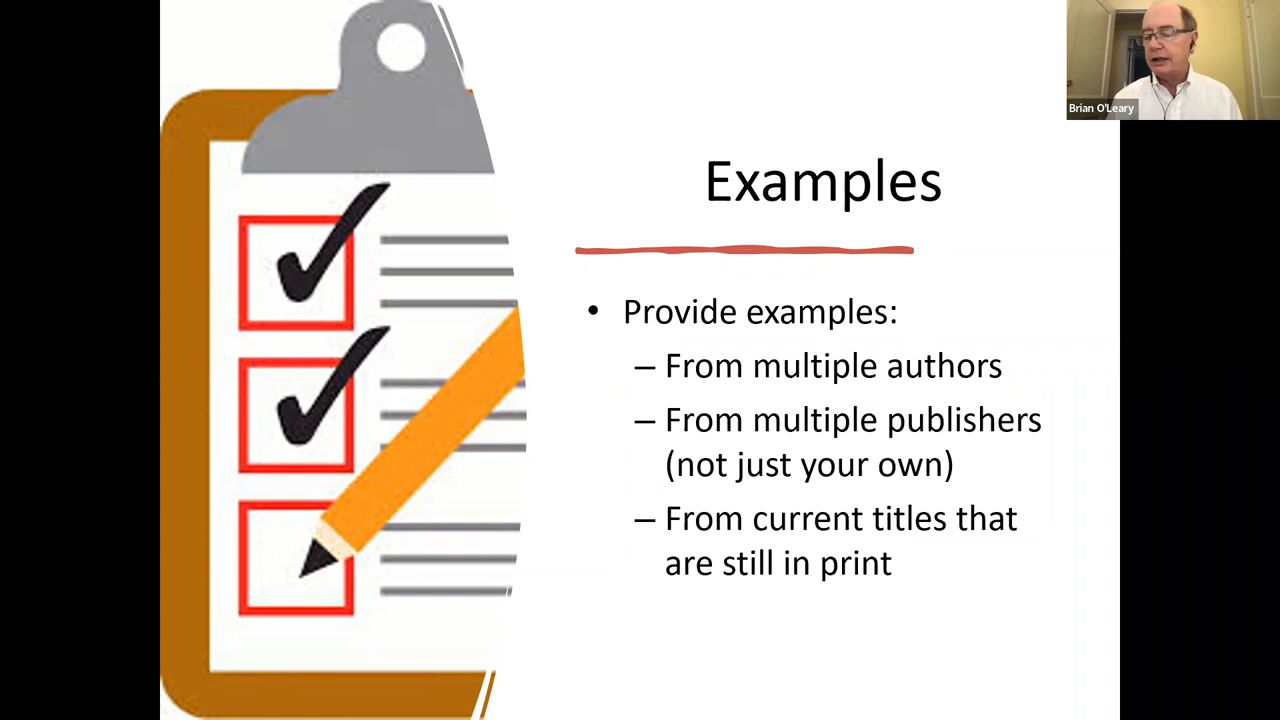 Brian O'Leary
Examples
• Provide examples:
– From multiple authors
– From multiple publishers
(not just your own)
– From current titles that
are still in print